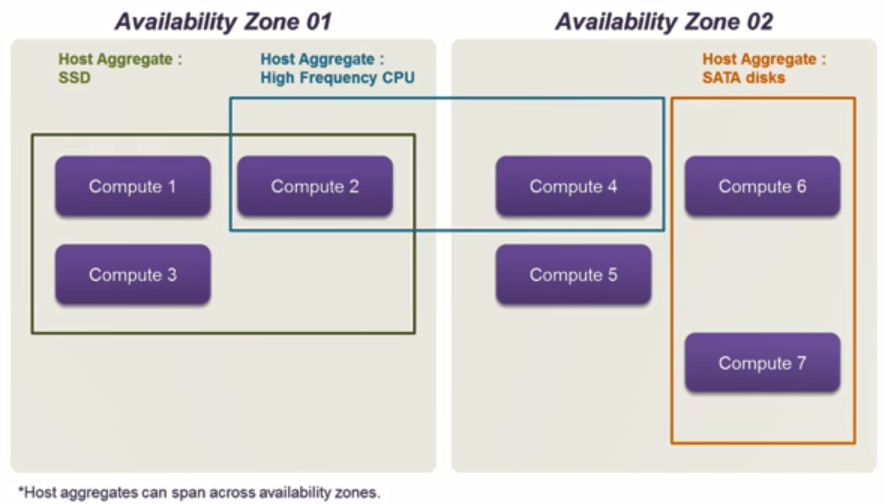 Availability Zone 01
Availability Zone 02
Host Aggregate :
SSD
Host Aggregate :
High Frequency CPU
Host Aggregate :
SATA disks
Compute 1
Compute 2
Compute 4
Compute 6
Compute 3
Compute 5
Compute 7
*Host aggregates can span across availability zones.